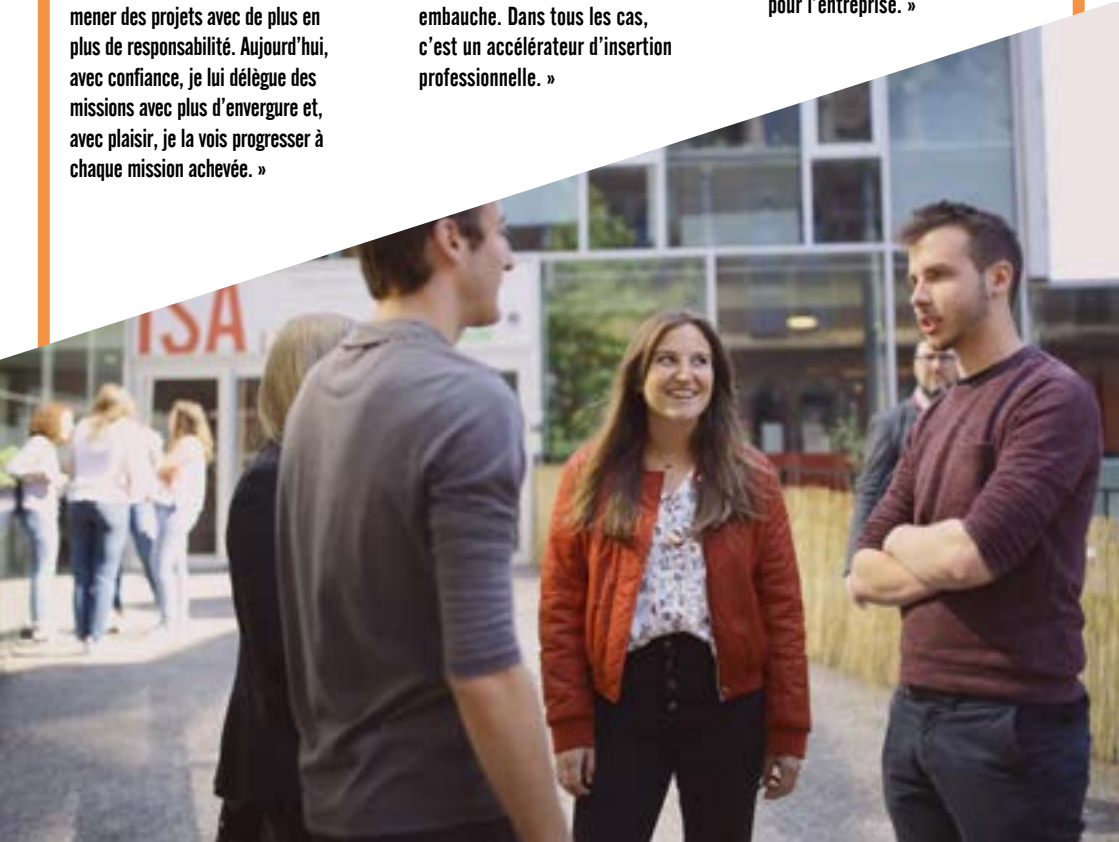 mener des projets avec de plus en
plus de responsabilité. Aujourd’hui,
avec confiance, je lui délègue des
missions avec plus d’envergure et,
avec plaisir, je la vois progresser à
chaque mission achevée. »
embauche. Dans tous les cas,
c’est un accélérateur d’insertion
professionnelle. »
pour l’entreprise. »
ISA